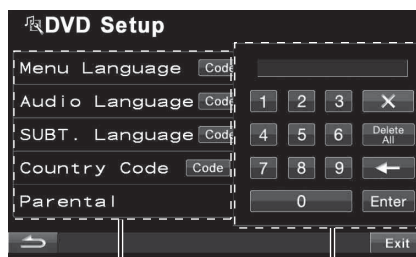 DVD Setup
Menu Language Code
Audio Language Code
SUBT. Language Code
Country Code Code
Parental
1 2 3 X
4 5 6 Delete All
7 8 9
0 Enter
Exit